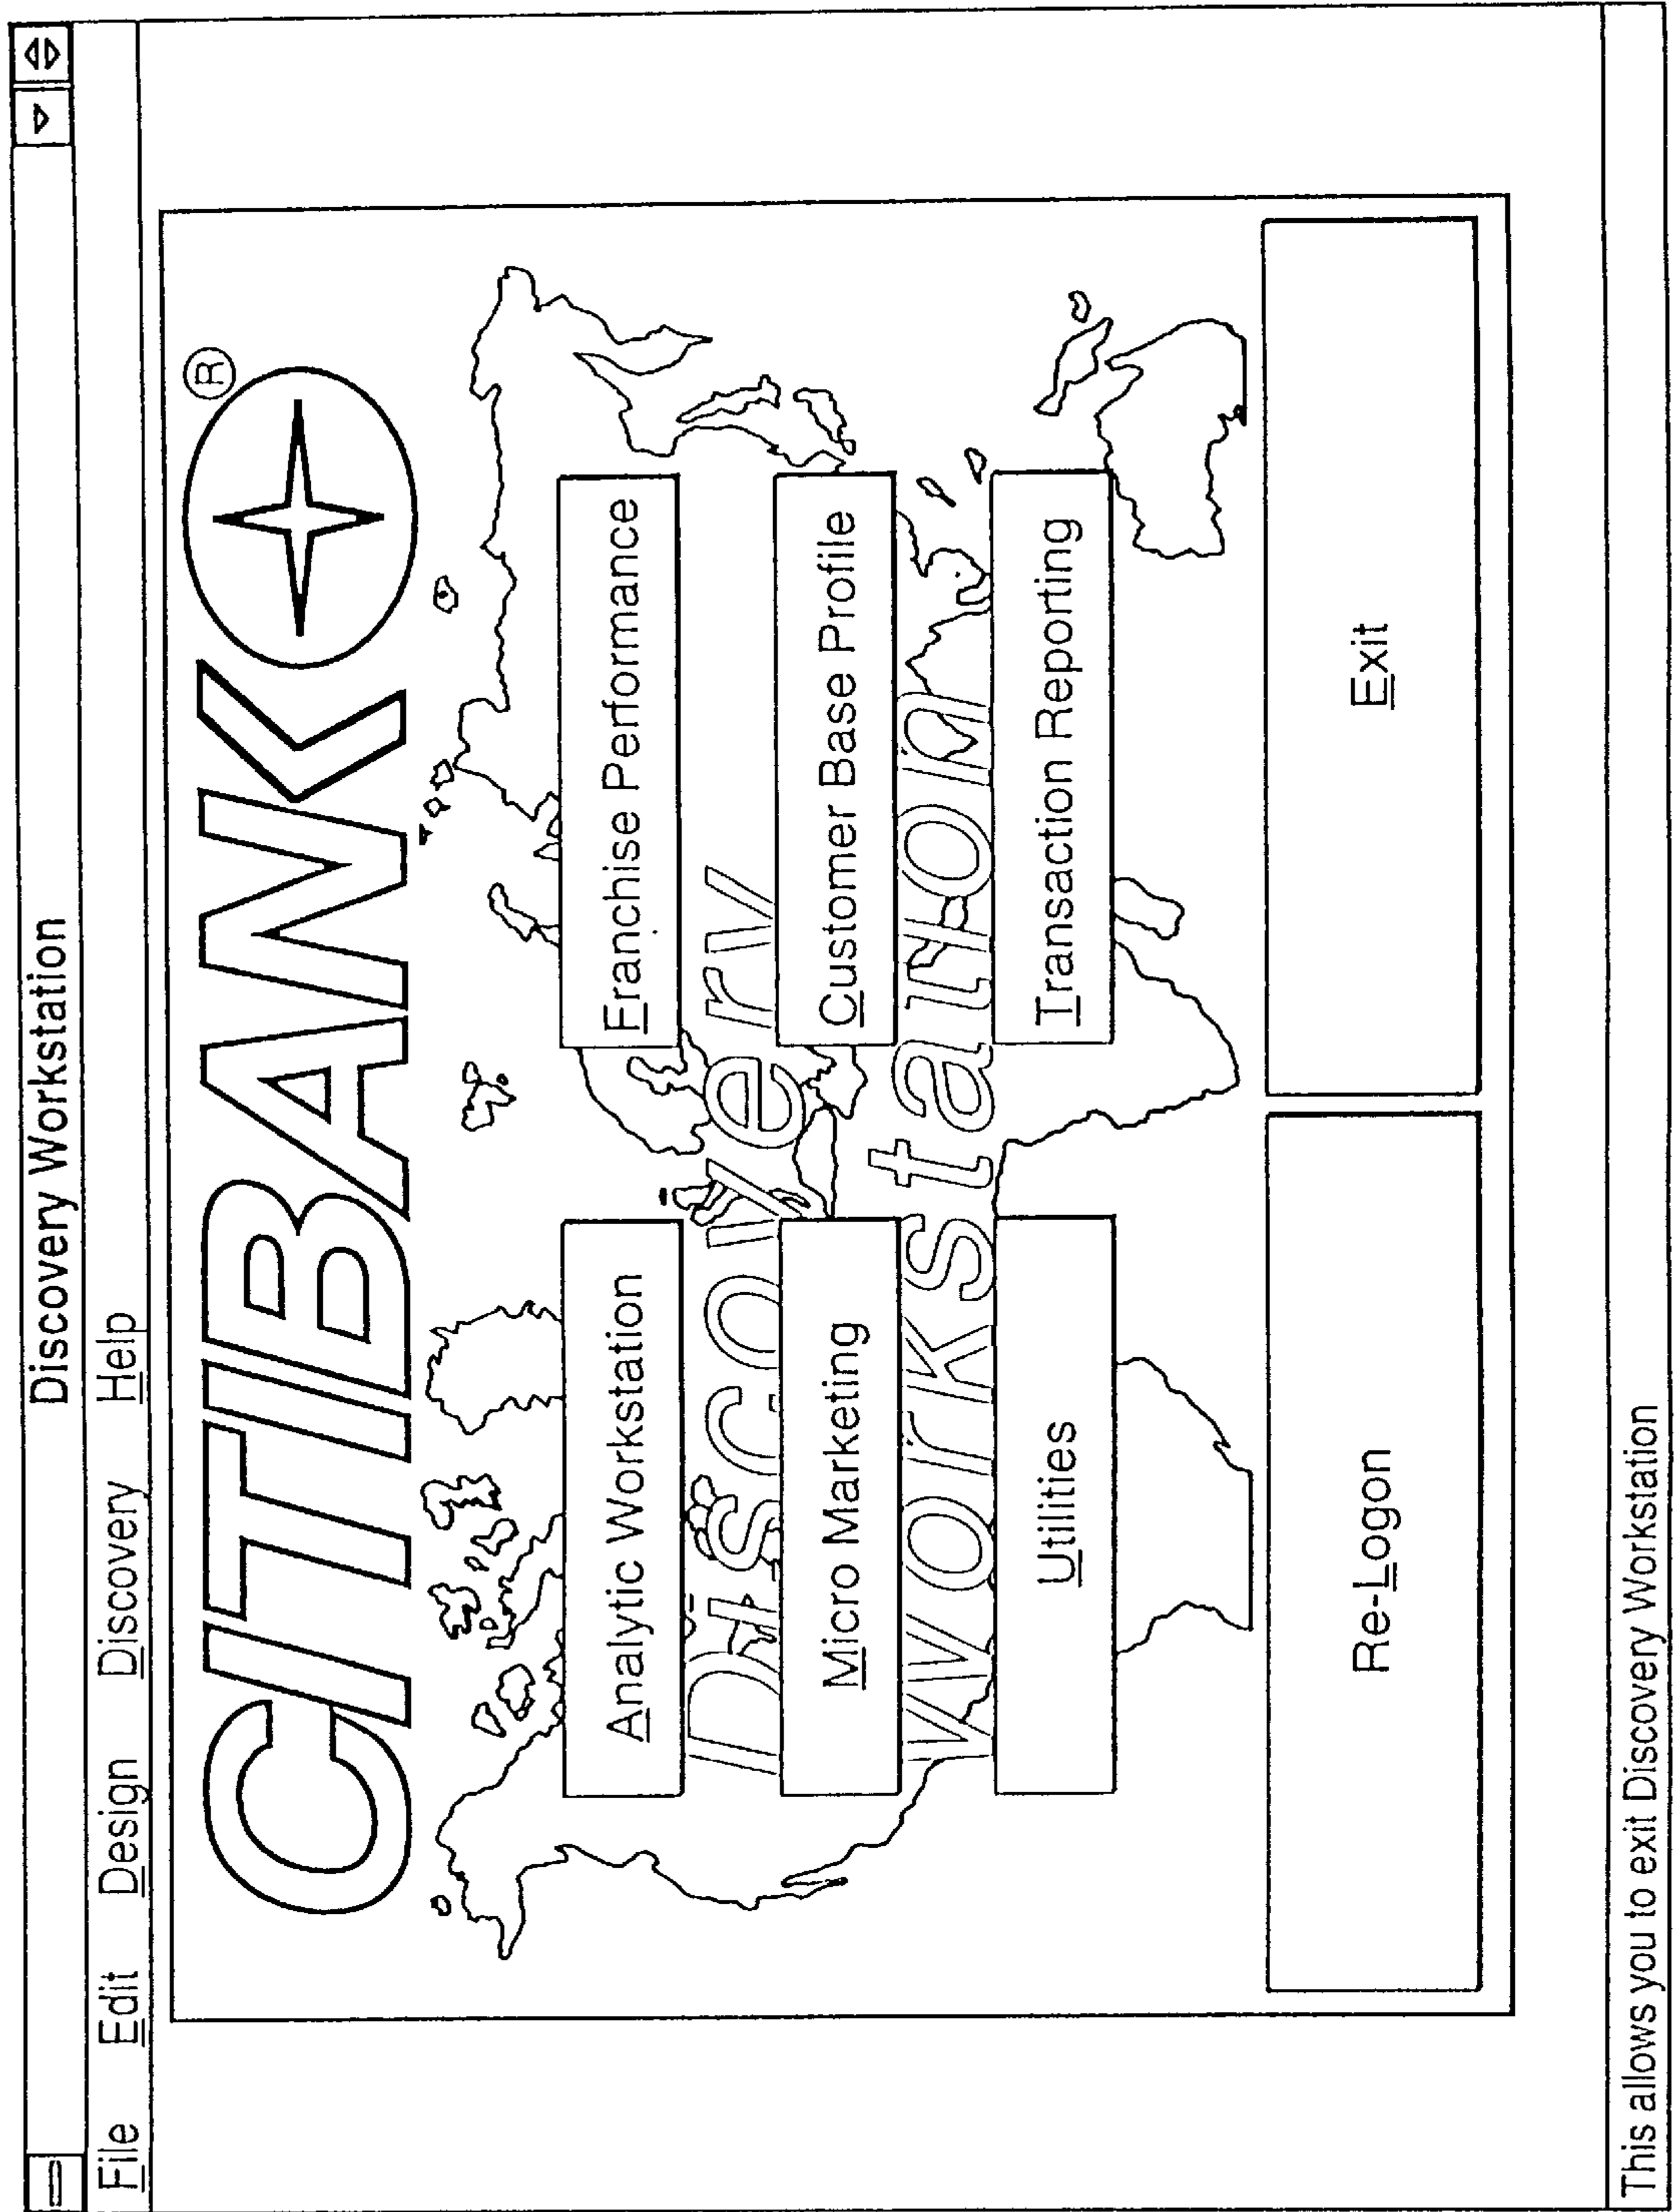 Discovery Workstation
File Edit Design Discovery Help
CITIBANK ®
Analytic Workstation Franchise Performance
Discovery
Micro Marketing Customer Base Profile
Workstation
Utilities Transaction Reporting
Re-Logon Exit
This allows you to exit Discovery Workstation